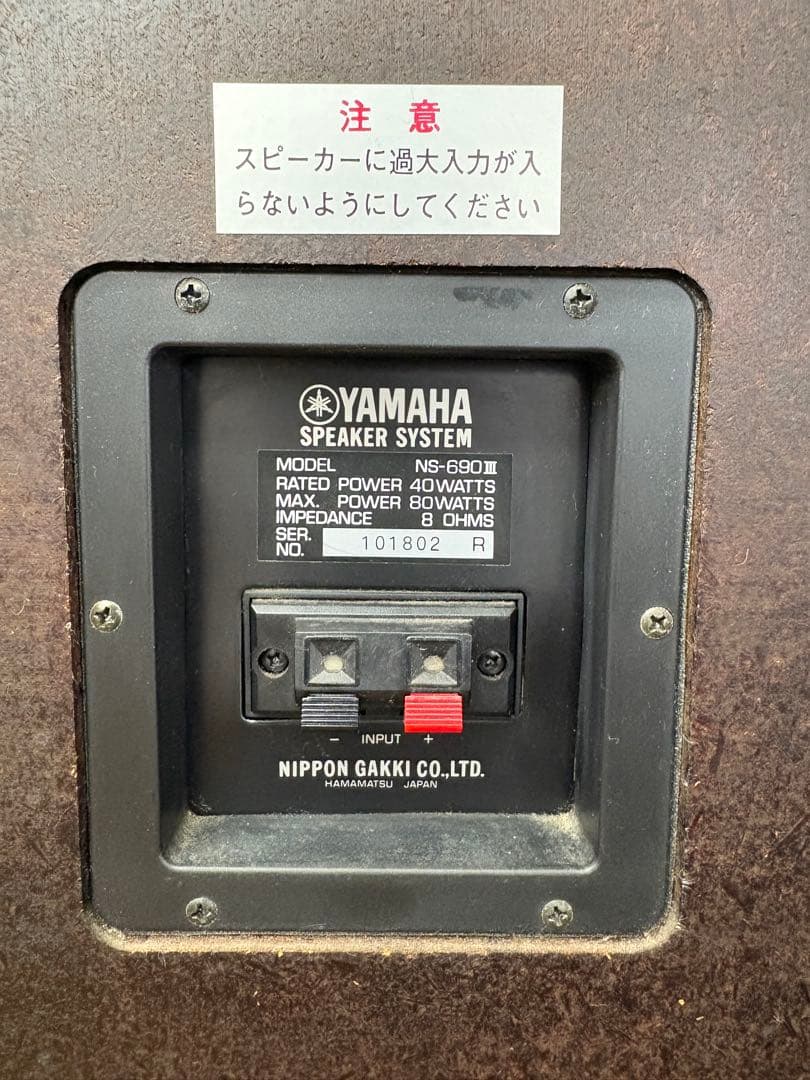 注 意
スピーカーに過大入力が入
らないようにしてください
YAMAHA
SPEAKER SYSTEM
MODEL NS-690III
RATED POWER 40WATTS
MAX. POWER 80WATTS
IMPEDANCE 8 OHMS
SER. NO. 101802 R
- INPUT +
NIPPON GAKKI CO.,LTD.
HAMAMATSU JAPAN